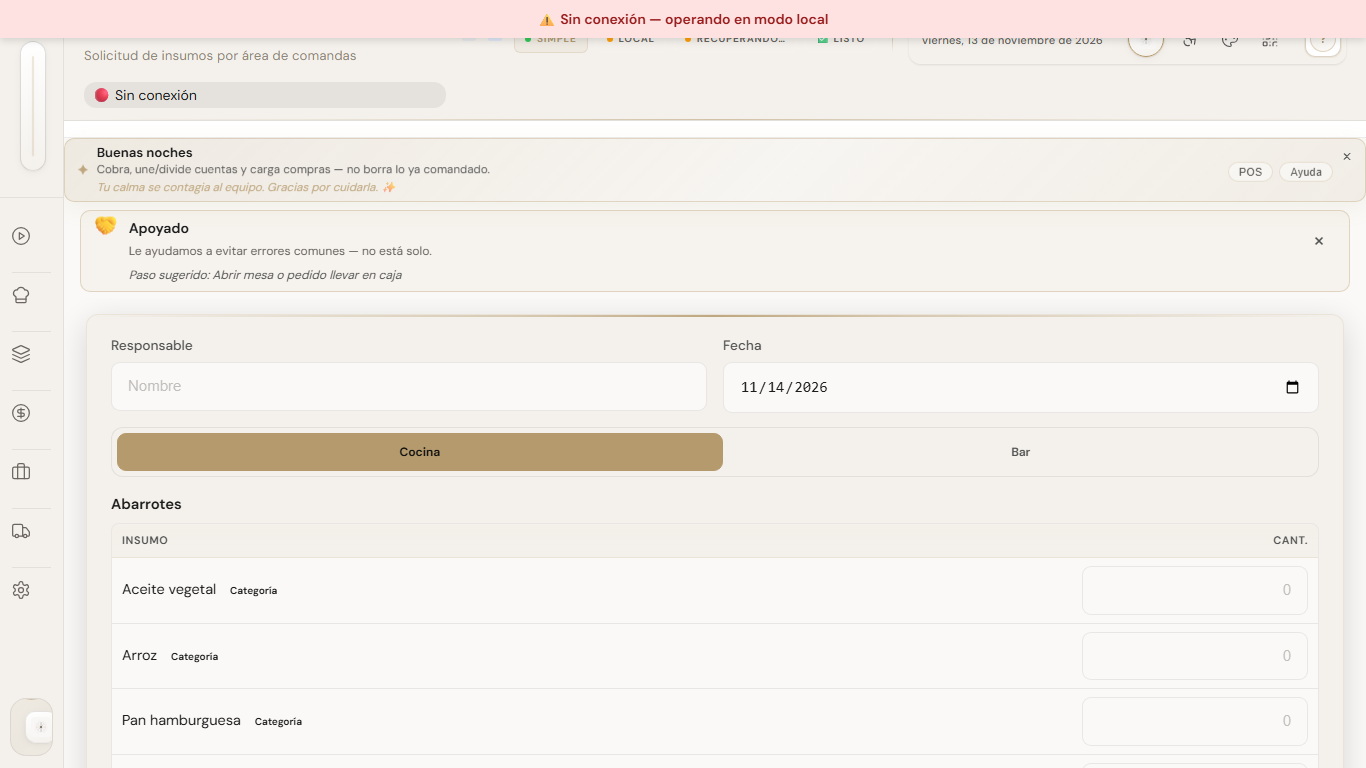 ⚠️ Sin conexión — operando en modo local
SIMPLE
LOCAL
RECUPERANDO…
LISTO
viernes, 13 de noviembre de 2026
Solicitud de insumos por área de comandas
Sin conexión
Buenas noches
Cobra, une/divide cuentas y carga compras — no borra lo ya comandado.
Tu calma se contagia al equipo. Gracias por cuidarla. ✨
POS
Ayuda
Apoyado
Le ayudamos a evitar errores comunes — no está solo.
Paso sugerido: Abrir mesa o pedido llevar en caja
Responsable
Fecha
Nombre
11/14/2026
Cocina
Bar
Abarrotes
INSUMO
CANT.
Aceite vegetal Categoría
0
Arroz Categoría
0
Pan hamburguesa Categoría
0